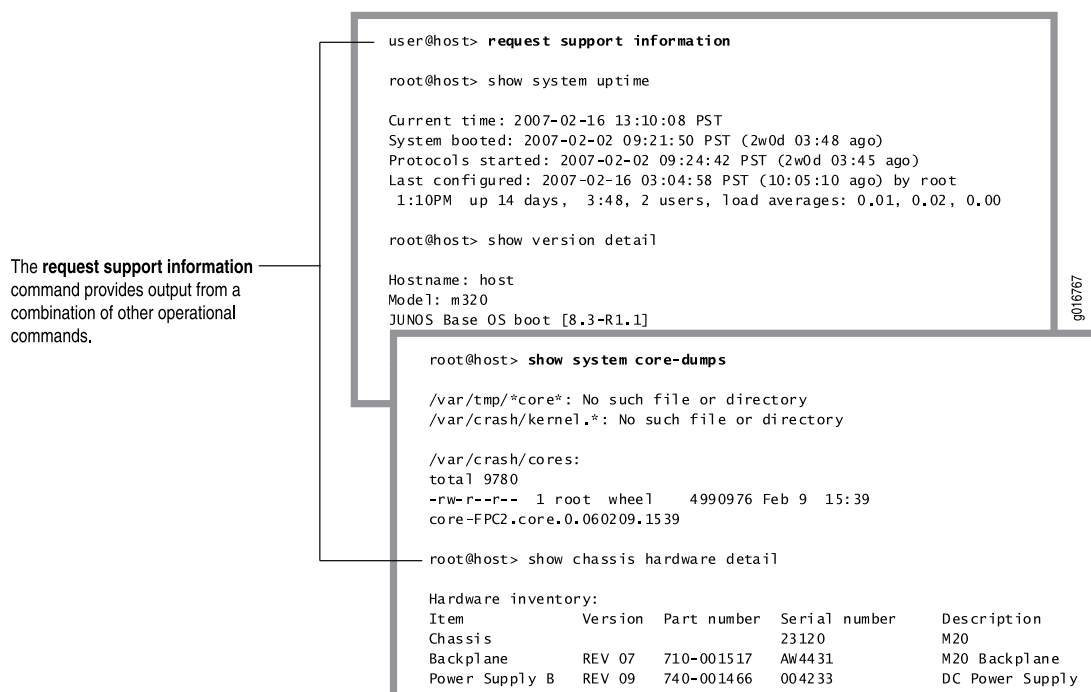 user@host> request support information
root@host> show system uptime
Current time: 2007-02-16 13:10:08 PST
System booted: 2007-02-02 09:21:50 PST (2w0d 03:48 ago)
Protocols started: 2007-02-02 09:24:42 PST (2w0d 03:45 ago)
Last configured: 2007-02-16 03:04:58 PST (10:05:10 ago) by root
1:10PM  up 14 days,  3:48, 2 users, load averages: 0.01, 0.02, 0.00
root@host> show version detail
Hostname: host
Model: m320
JUNOS Base OS boot [8.3-R1.1]
The request support information
command provides output from a
combination of other operational
commands.
g016767
root@host> show system core-dumps
/var/tmp/*core*: No such file or directory
/var/crash/kernel.*: No such file or directory
/var/crash/cores:
total 9780
-rw-r--r--  1 root  wheel    4990976 Feb 9  15:39
core-FPC2.core.0.060209.1539
root@host> show chassis hardware detail
Hardware inventory:
Item             Version  Part number  Serial number     Description
Chassis                                23120             M20
Backplane        REV 07   710-001517   AW4431            M20 Backplane
Power Supply B   REV 09   740-001466   004233            DC Power Supply